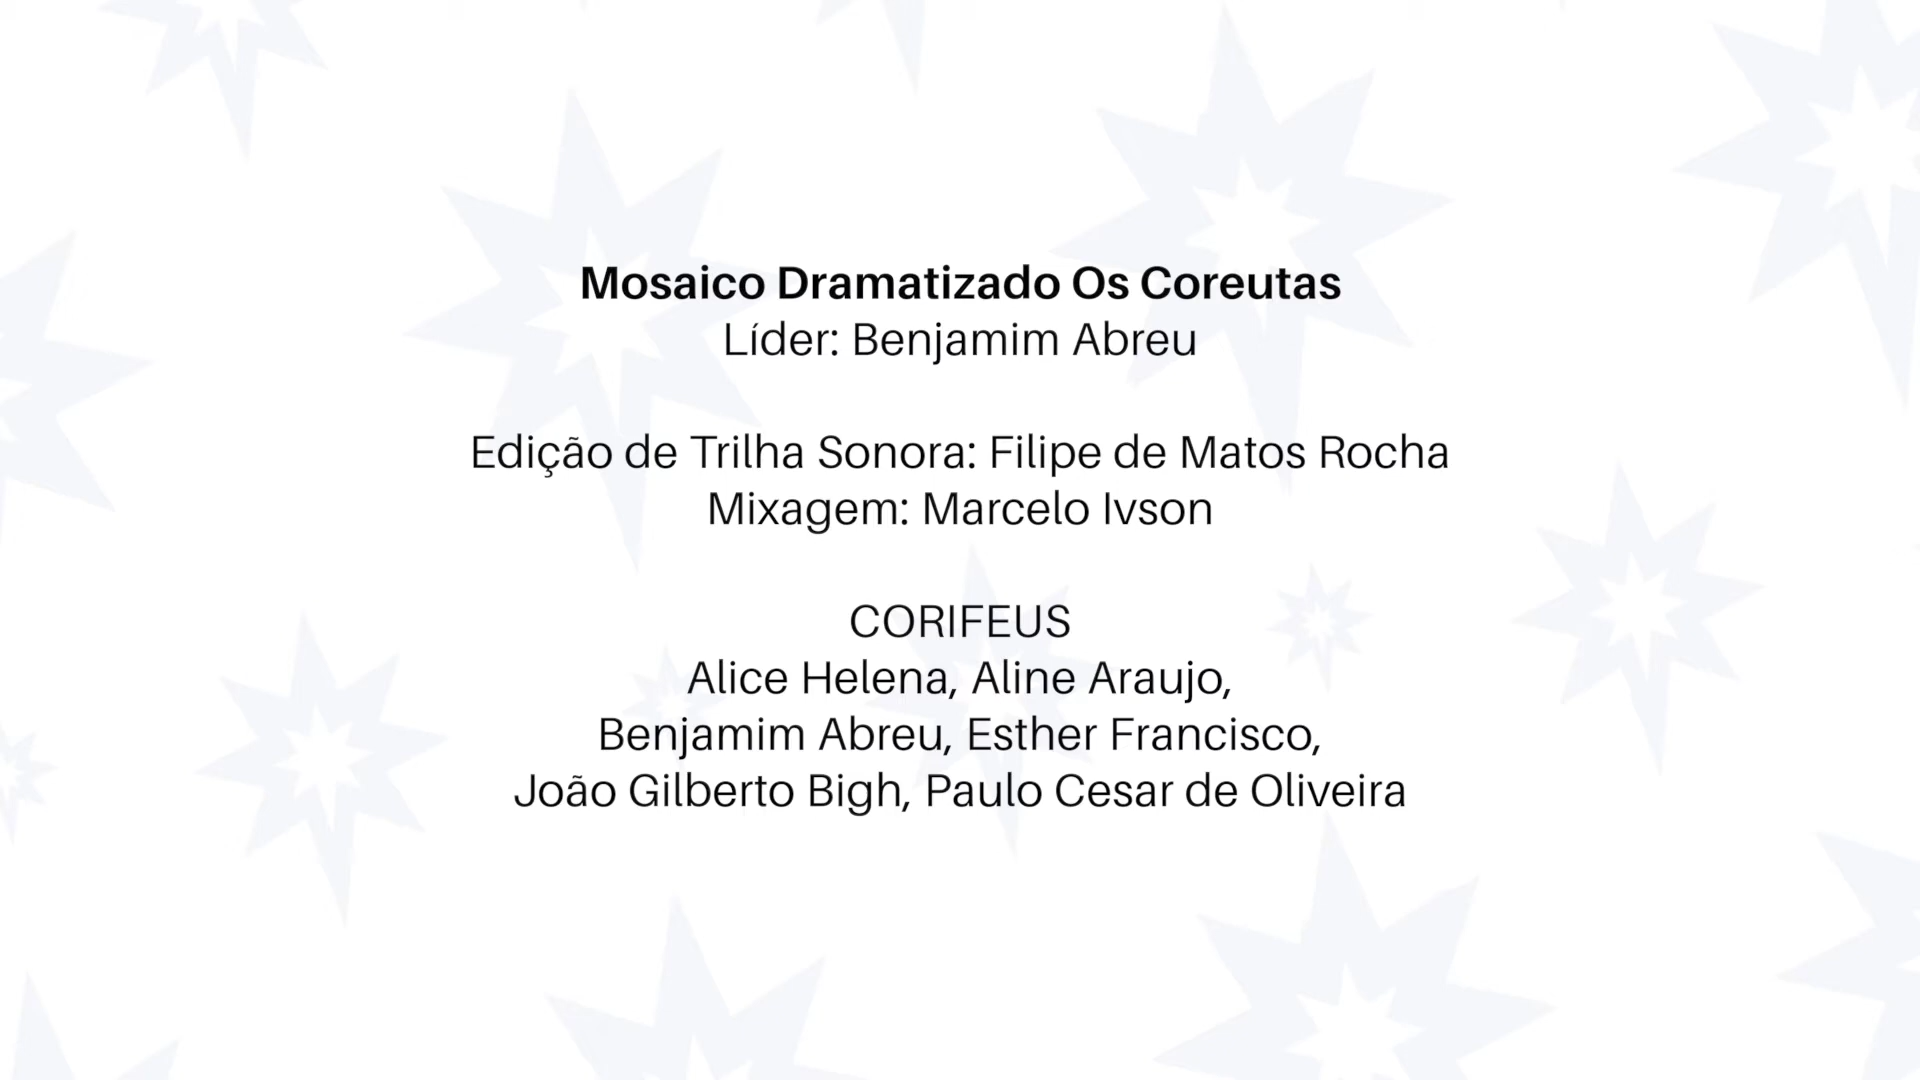 Mosaico Dramatizado Os Coreutas
Líder: Benjamim Abreu
Edição de Trilha Sonora: Filipe de Matos Rocha
Mixagem: Marcelo Ivson
CORIFEUS
Alice Helena, Aline Araujo,
Benjamim Abreu, Esther Francisco,
João Gilberto Bigh, Paulo Cesar de Oliveira